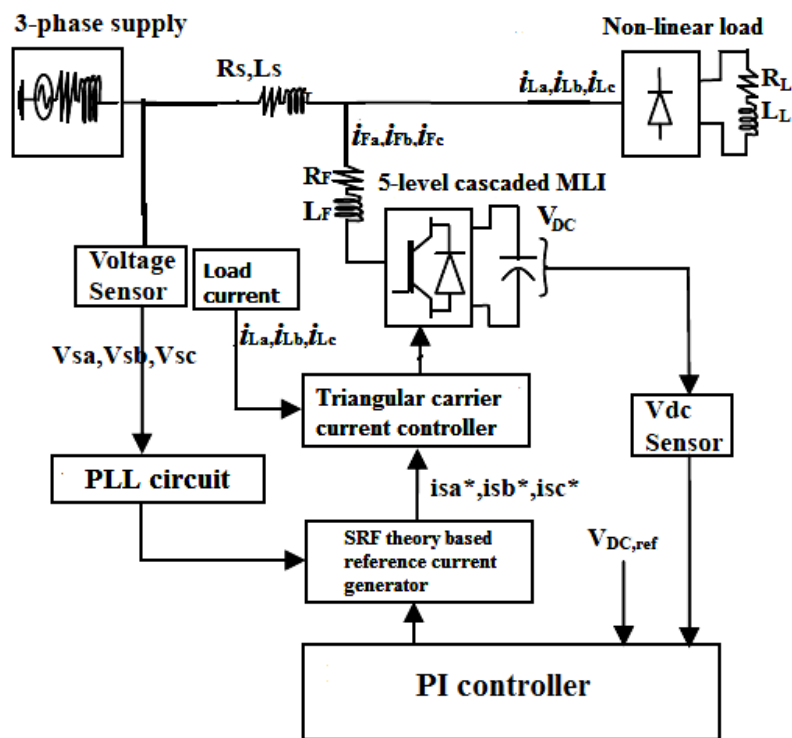 3-phase supply
Non-linear load
Rs,Ls
iLa,iLb,iLc
RL
LL
iFa,iFb,iFc
RF
LF
5-level cascaded MLI
VDC
Voltage
Sensor
Load
current
Vsa,Vsb,Vsc
iLa,iLb,iLc
Triangular carrier
current controller
Vdc
Sensor
PLL circuit
isa*,isb*,isc*
SRF theory based
reference current
generator
VDC,ref
PI controller